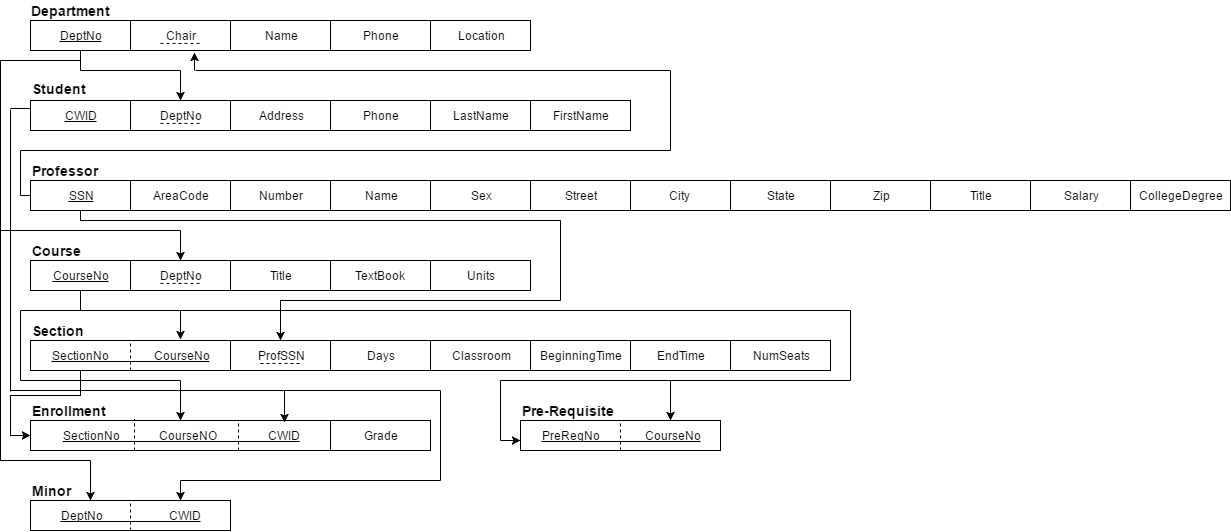 Department
DeptNo Chair Name Phone Location
Student
CWID DeptNo Address Phone LastName FirstName
Professor
SSN AreaCode Number Name Sex Street City State Zip Title Salary CollegeDegree
Course
CourseNo DeptNo Title TextBook Units
Section
SectionNo CourseNo ProfSSN Days Classroom BeginningTime EndTime NumSeats
Enrollment Pre-Requisite
SectionNo CourseNO CWID Grade PreReqNo CourseNo
Minor
DeptNo CWID